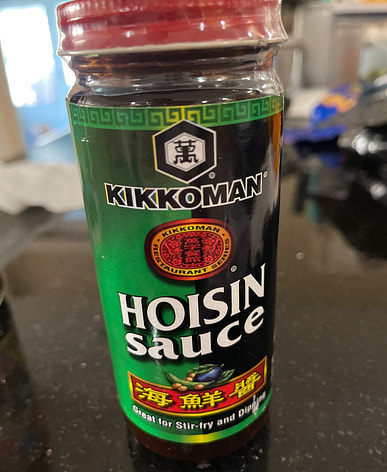 萬
KIKKOMAN®
KIKKOMAN
RESTAURANT SERIES
®
HOISIN
sauce
海鮮醬
Great for Stir-fry and Dipping